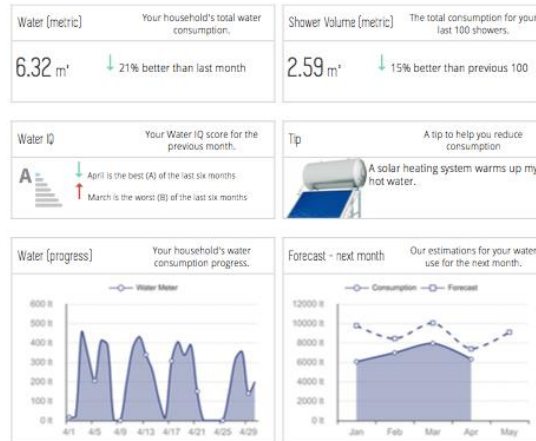 Water (metric)
Your household's total water
consumption.
6.32 m³
21% better than last month
Shower Volume (metric)
The total consumption for your
last 100 showers.
2.59 m³
15% better than previous 100
Water IQ
Your Water IQ score for the
previous month.
A
April is the best (A) of the last six months
March is the worst (B) of the last six months
Tip
A tip to help you reduce
consumption
A solar heating system warms up my
hot water.
Water (progress)
Your household's water
consumption progress.
Water Meter
600 lt
500 lt
400 lt
300 lt
200 lt
100 lt
0 lt
4/1 4/5 4/9 4/13 4/17 4/21 4/25 4/29
Forecast - next month
Our estimations for your water
use for the next month.
Consumption Forecast
12000 lt
10000 lt
8000 lt
6000 lt
4000 lt
2000 lt
0 lt
Jan Feb Mar Apr May